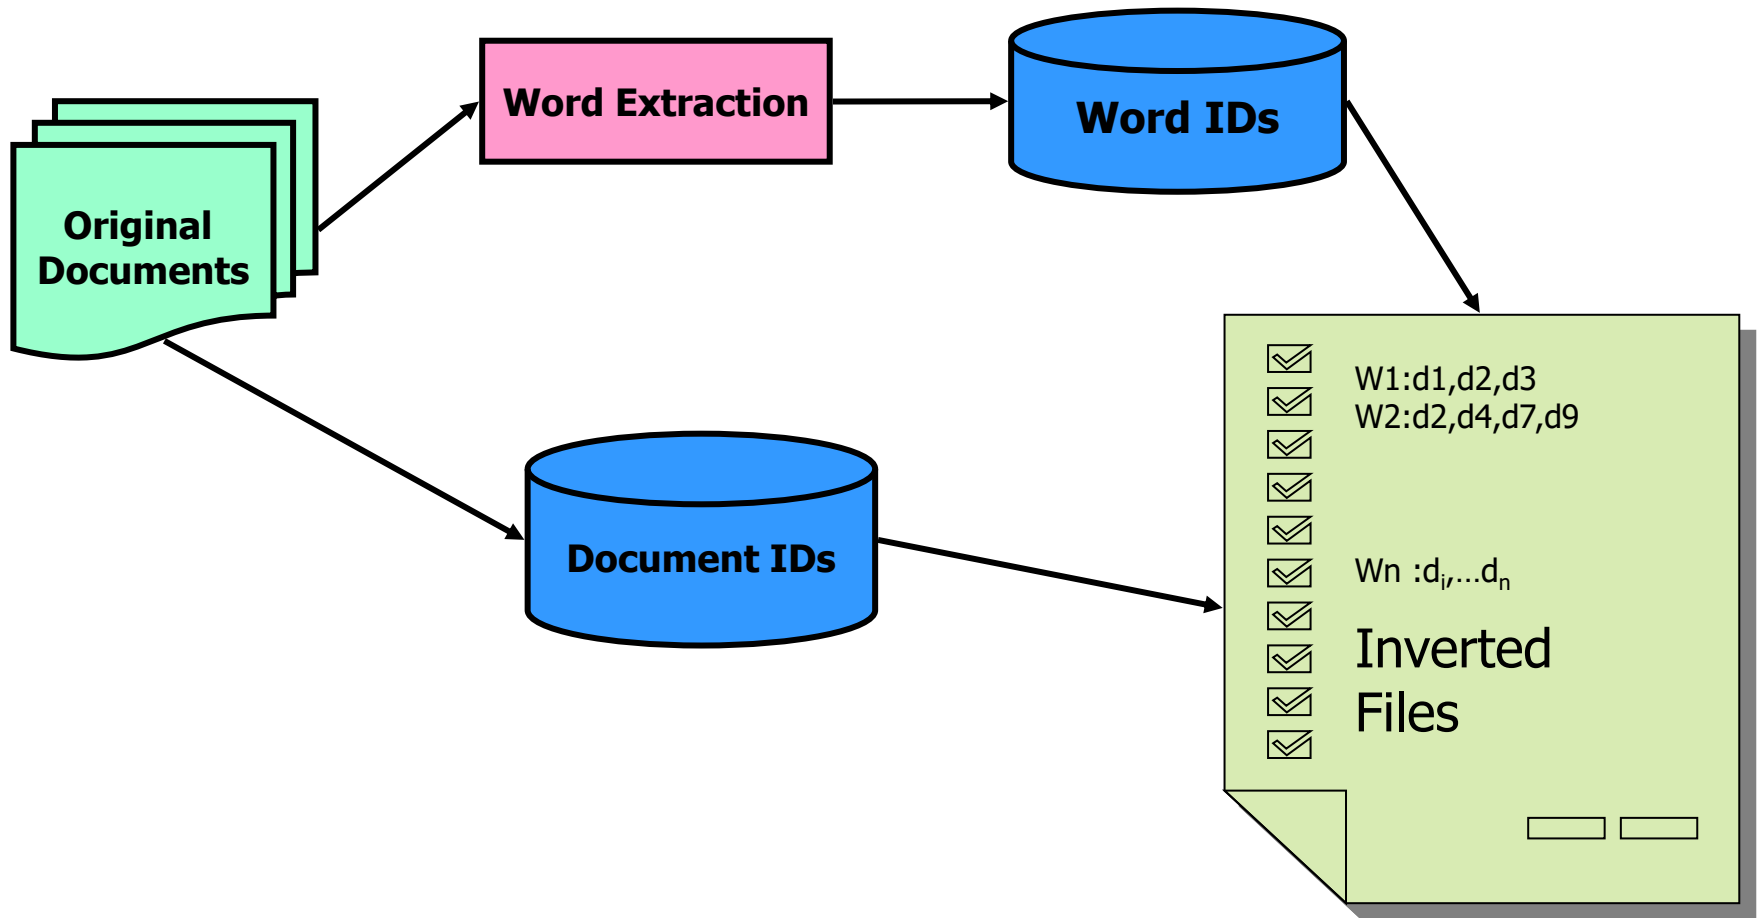 Original
Documents
Word Extraction
Word IDs
Document IDs
W1:d1,d2,d3
W2:d2,d4,d7,d9
Wn :di,…dn
Inverted
Files